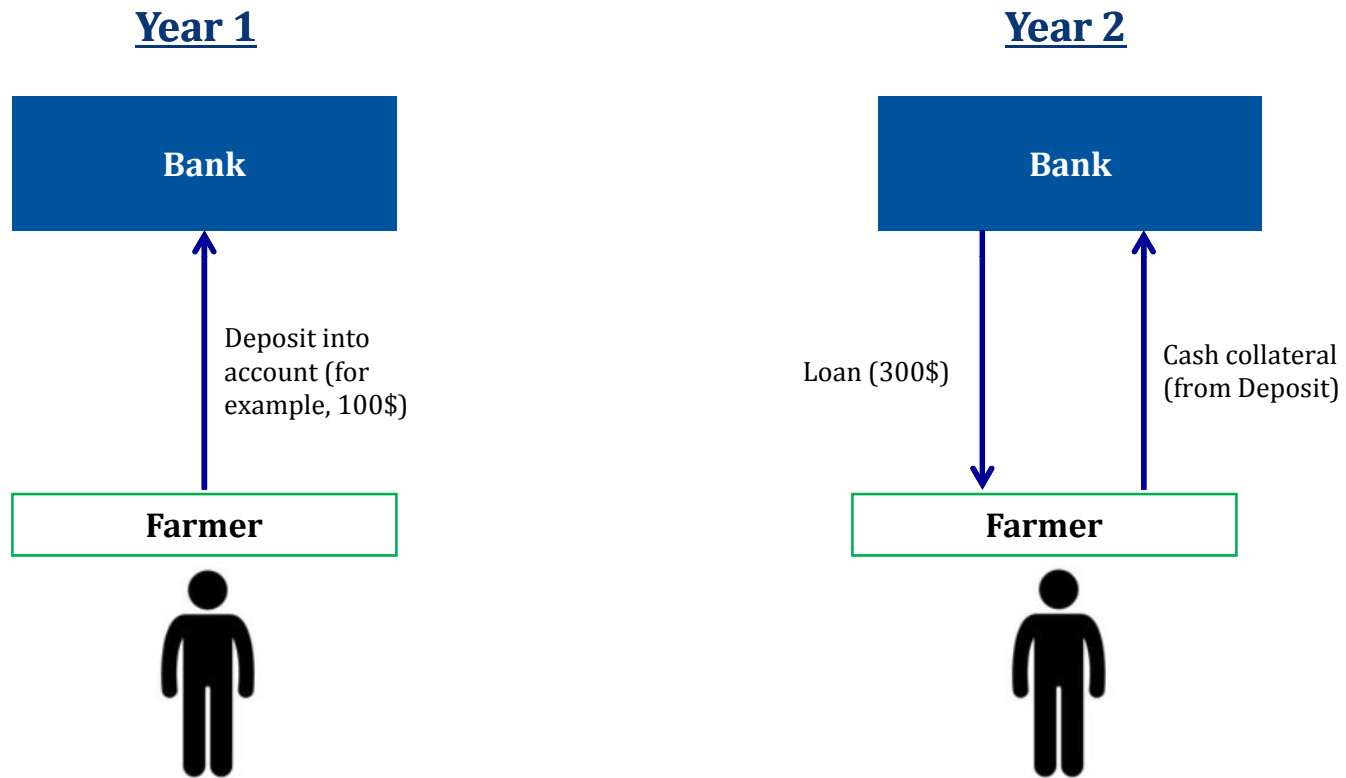 Year 1
Year 2
Bank
Bank
Deposit into
account (for
example, 100$)
Loan (300$)
Cash collateral
(from Deposit)
Farmer
Farmer